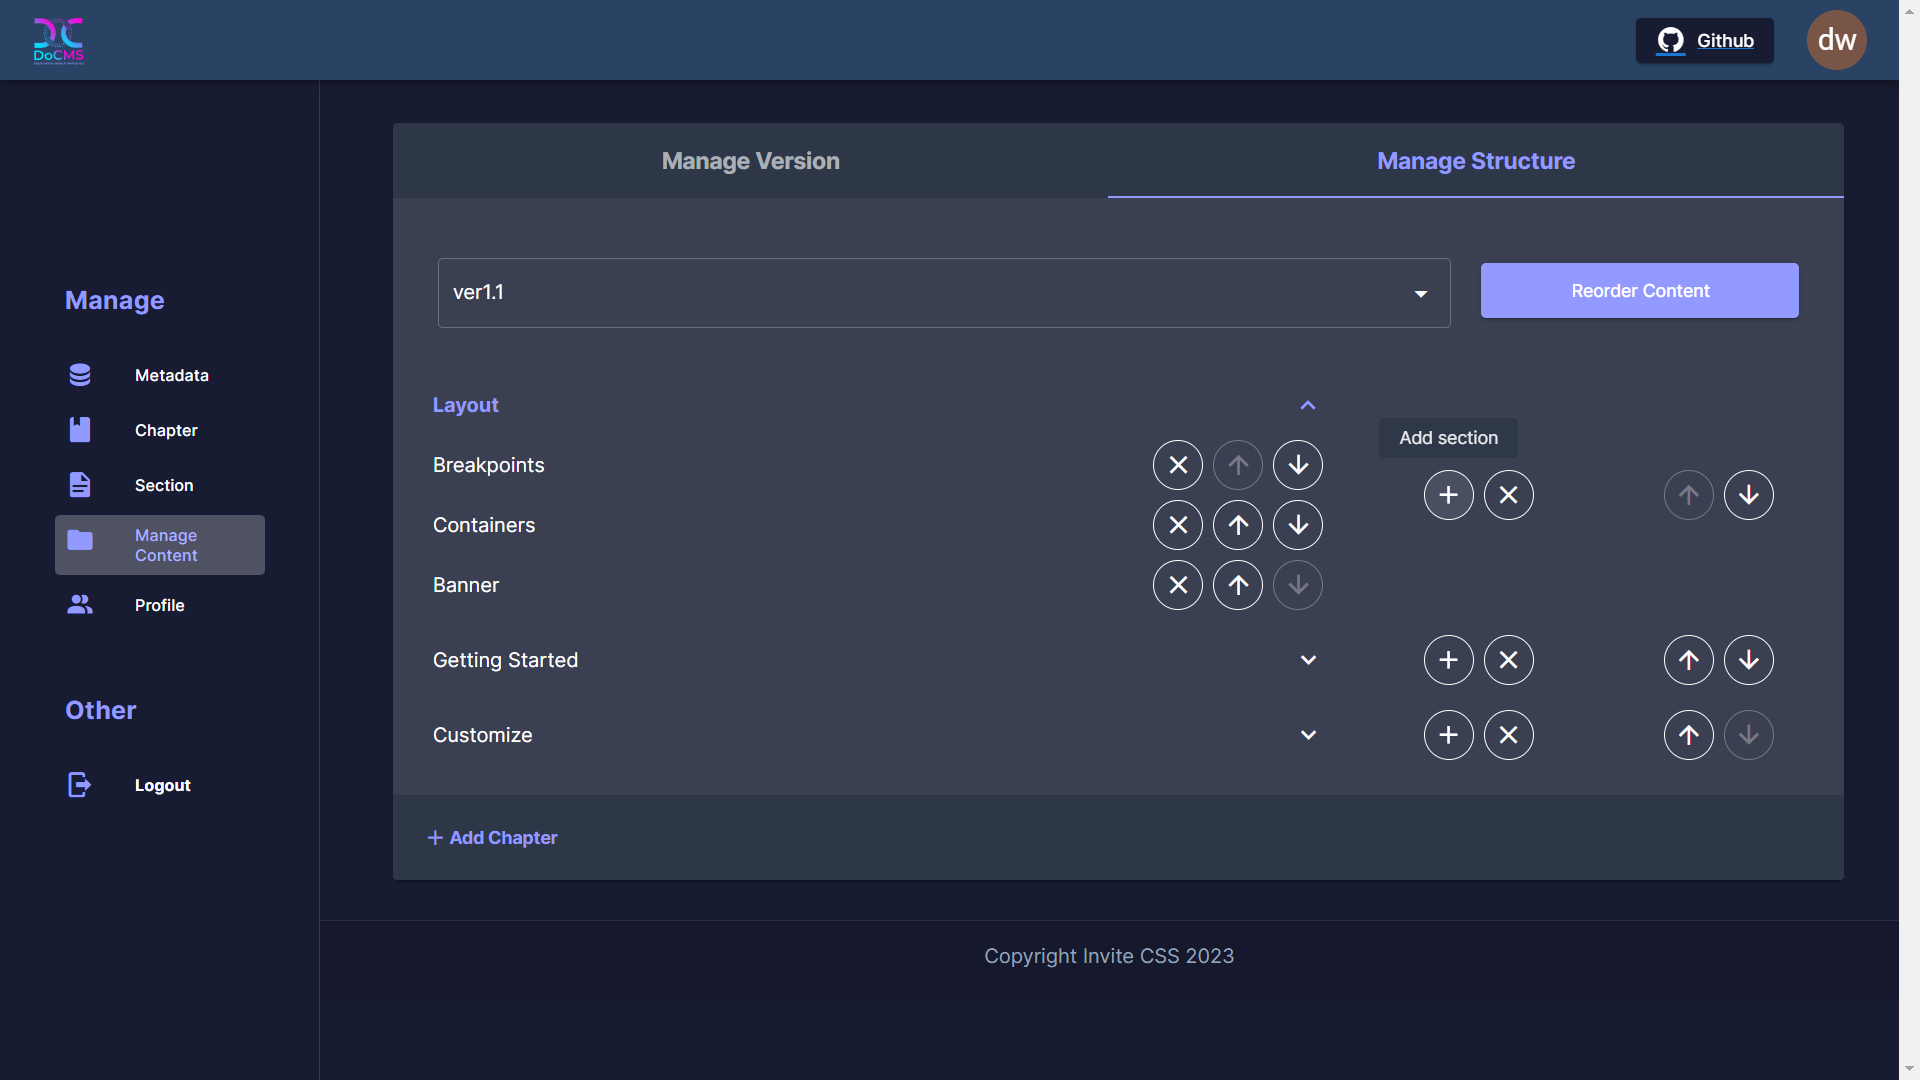 DoCMS
Github
dw
Manage Version
Manage Structure
ver1.1
Reorder Content
Manage
Metadata
Chapter
Section
Manage
Content
Profile
Other
Logout
Layout
Add section
Breakpoints
Containers
Banner
Getting Started
Customize
Add Chapter
Copyright Invite CSS 2023